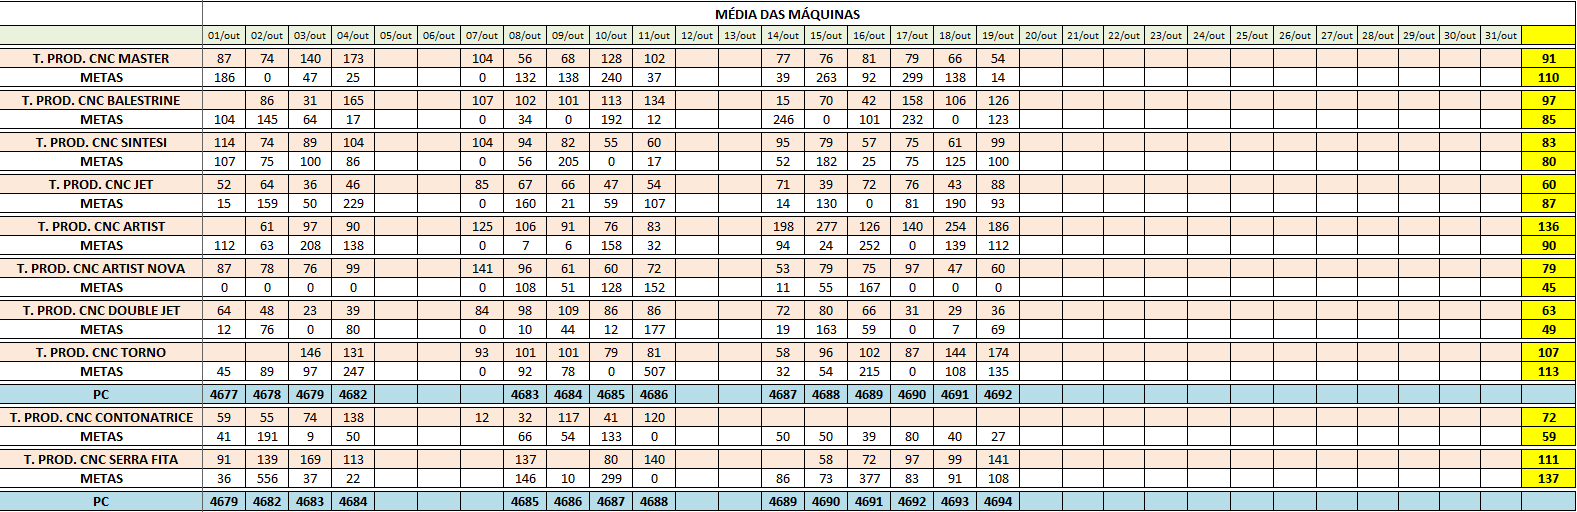 MÉDIA DAS MÁQUINAS
01/out 02/out 03/out 04/out 05/out 06/out 07/out 08/out 09/out 10/out 11/out 12/out 13/out 14/out 15/out 16/out 17/out 18/out 19/out 20/out 21/out 22/out 23/out 24/out 25/out 26/out 27/out 28/out 29/out 30/out 31/out
T. PROD. CNC MASTER 87 74 140 173 104 56 68 128 102 77 76 81 79 66 54 91
METAS 186 0 47 25 0 132 138 240 37 39 263 92 299 138 14 110
T. PROD. CNC BALESTRINE 86 31 165 107 102 101 113 134 15 70 42 158 106 126 97
METAS 104 145 64 17 0 34 0 192 12 246 0 101 232 0 123 85
T. PROD. CNC SINTESI 114 74 89 104 104 94 82 55 60 95 79 57 75 61 99 83
METAS 107 75 100 86 0 56 205 0 17 52 182 25 75 125 100 80
T. PROD. CNC JET 52 64 36 46 85 67 66 47 54 71 39 72 76 43 88 60
METAS 15 159 50 229 0 160 21 59 107 14 130 0 81 190 93 87
T. PROD. CNC ARTIST 61 97 90 125 106 91 76 83 198 277 126 140 254 186 136
METAS 112 63 208 138 0 7 6 158 32 94 24 252 0 139 112 90
T. PROD. CNC ARTIST NOVA 87 78 76 99 141 96 61 60 72 53 79 75 97 47 60 79
METAS 0 0 0 0 0 108 51 128 152 11 55 167 0 0 0 45
T. PROD. CNC DOUBLE JET 64 48 23 39 84 98 109 86 86 72 80 66 31 29 36 63
METAS 12 76 0 80 0 10 44 12 177 19 163 59 0 7 69 49
T. PROD. CNC TORNO 146 131 93 101 101 79 81 58 96 102 87 144 174 107
METAS 45 89 97 247 0 92 78 0 507 32 54 215 0 108 135 113
PC 4677 4678 4679 4682 4683 4684 4685 4686 4687 4688 4689 4690 4691 4692
T. PROD. CNC CONTONATRICE 59 55 74 138 12 32 117 41 120 72
METAS 41 191 9 50 66 54 133 0 50 50 39 80 40 27 59
T. PROD. CNC SERRA FITA 91 139 169 113 137 80 140 58 72 97 99 141 111
METAS 36 556 37 22 146 10 299 0 86 73 377 83 91 108 137
PC 4679 4682 4683 4684 4685 4686 4687 4688 4689 4690 4691 4692 4693 4694